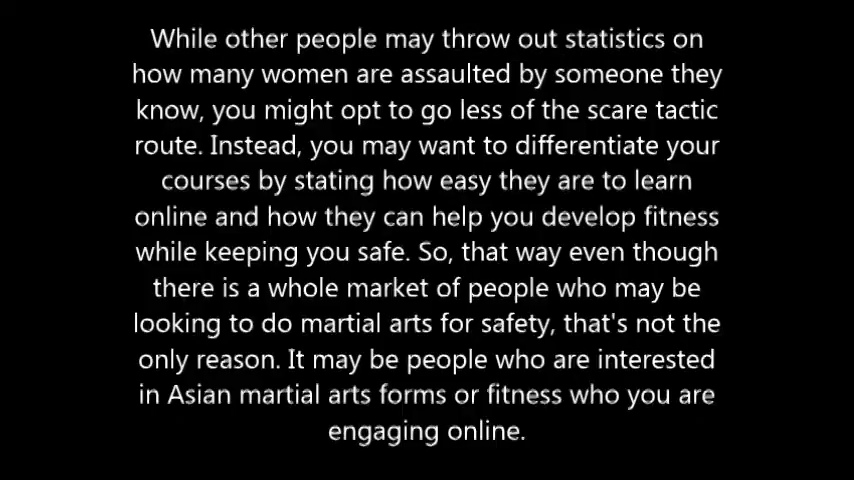 While other people may throw out statistics on
how many women are assaulted by someone they
know, you might opt to go less of the scare tactic
route. Instead, you may want to differentiate your
courses by stating how easy they are to learn
online and how they can help you develop fitness
while keeping you safe. So, that way even though
there is a whole market of people who may be
looking to do martial arts for safety, that's not the
only reason. It may be people who are interested
in Asian martial arts forms or fitness who you are
engaging online.